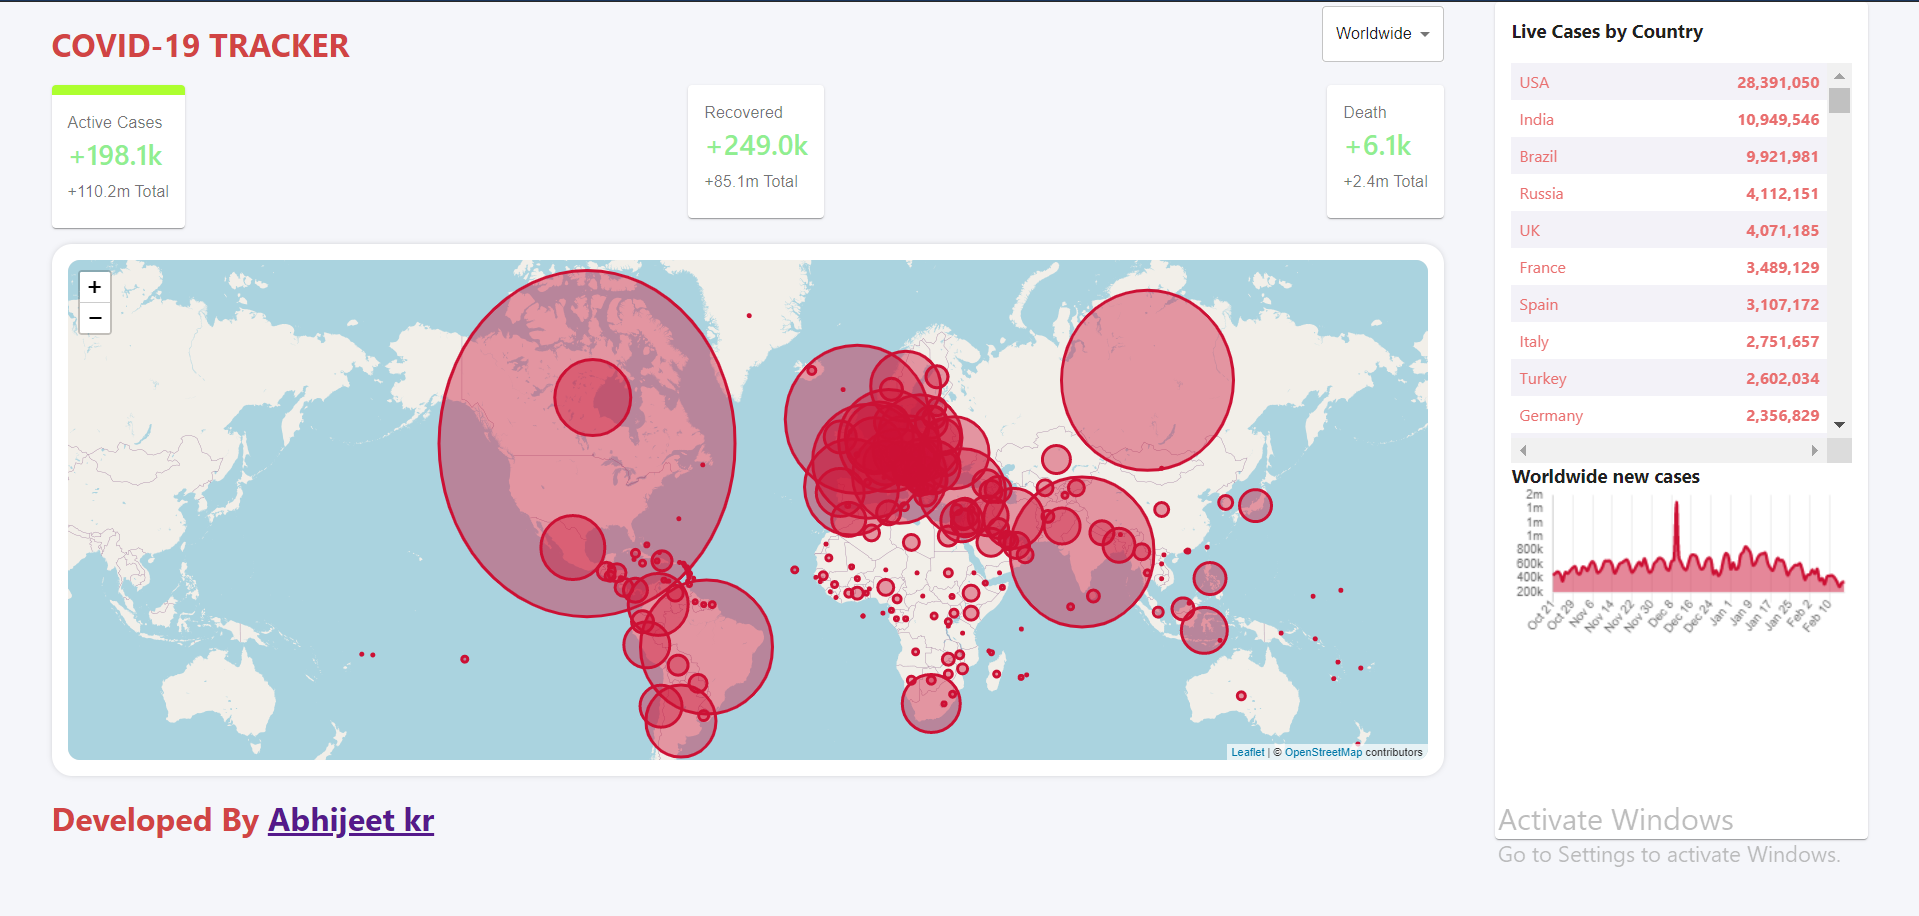 COVID-19 TRACKER
Worldwide
Active Cases
+198.1k
+110.2m Total
Recovered
+249.0k
+85.1m Total
Death
+6.1k
+2.4m Total
+
−
Leaflet | © OpenStreetMap contributors
Developed By Abhijeet kr
Live Cases by Country
USA 28,391,050
India 10,949,546
Brazil 9,921,981
Russia 4,112,151
UK 4,071,185
France 3,489,129
Spain 3,107,172
Italy 2,751,657
Turkey 2,602,034
Germany 2,356,829
Worldwide new cases
2m
1m
1m
1m
800k
600k
400k
200k
Oct 21
Oct 29
Nov 6
Nov 14
Nov 22
Nov 30
Dec 8
Dec 16
Dec 24
Jan 1
Jan 9
Jan 17
Jan 25
Feb 2
Feb 10
Activate Windows
Go to Settings to activate Windows.